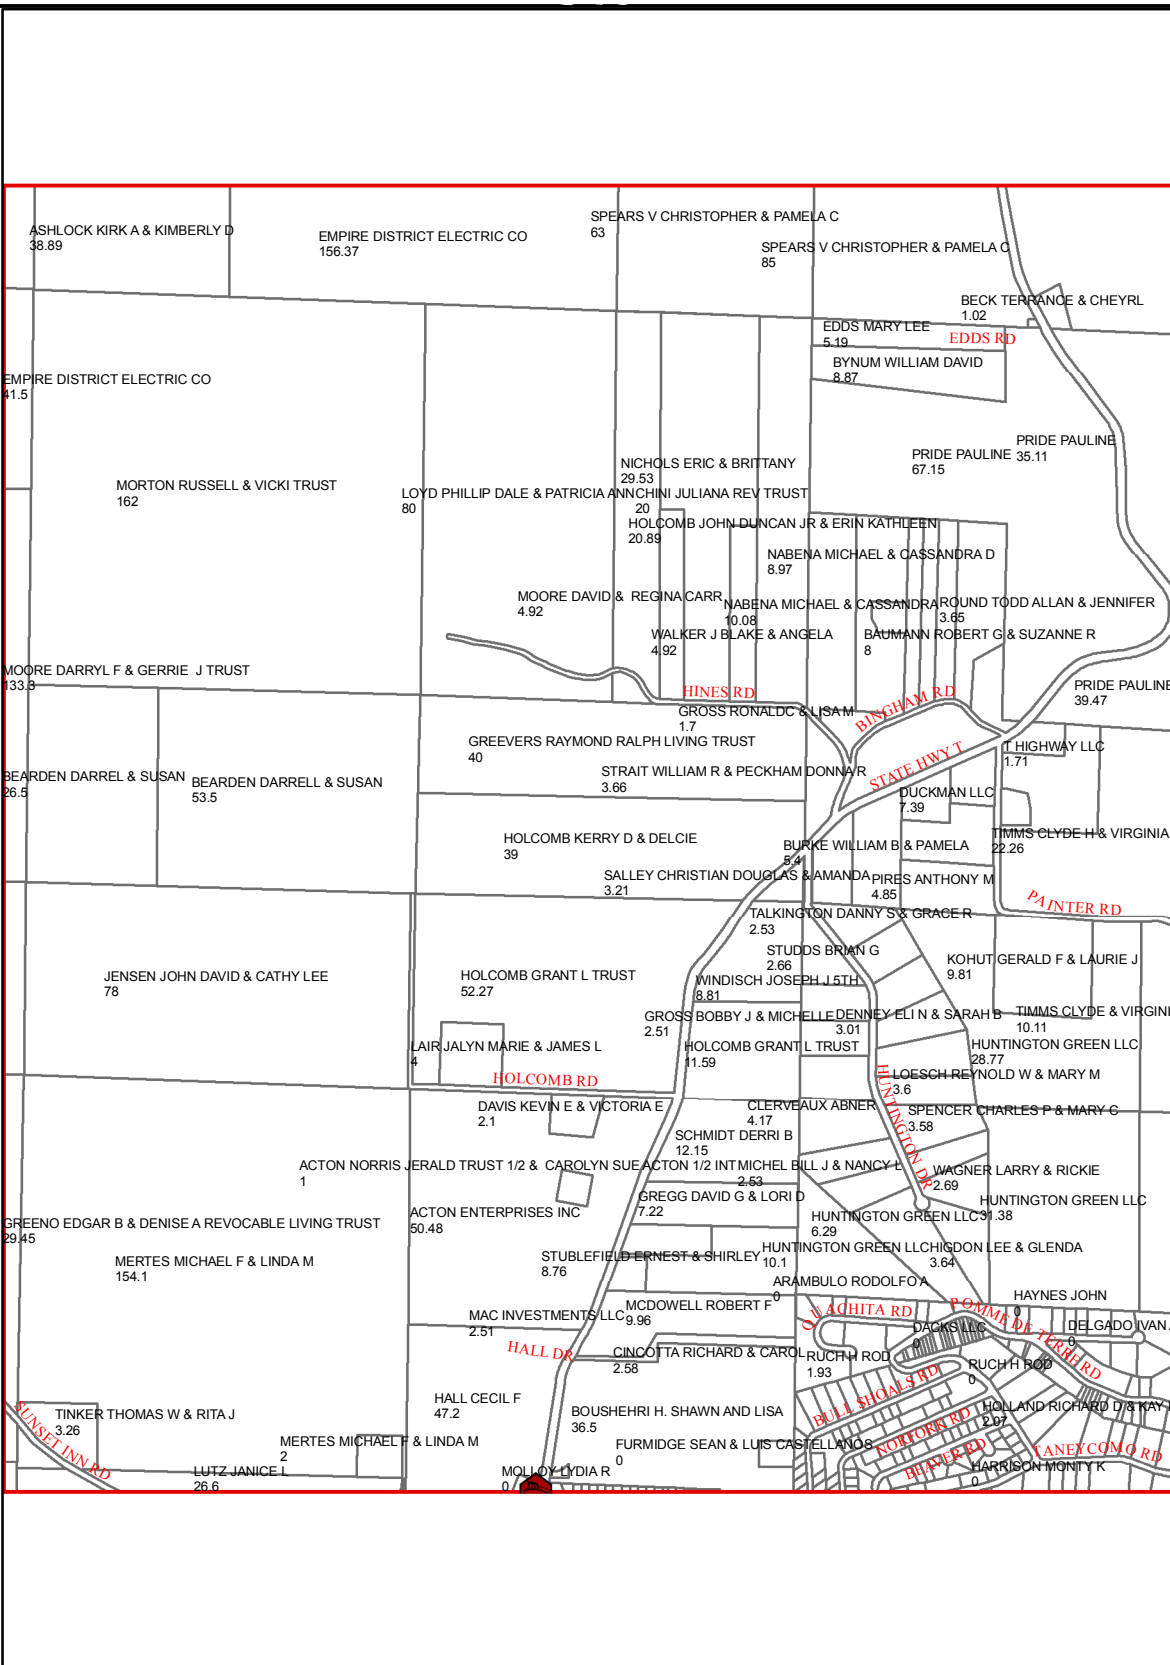 SPEARS V CHRISTOPHER & PAMELA C
63
ASHLOCK KIRK A & KIMBERLY D
38.89
EMPIRE DISTRICT ELECTRIC CO
156.37
SPEARS V CHRISTOPHER & PAMELA C
85
BECK TERRANCE & CHEYRL
1.02
EDDS MARY LEE
5.19
EDDS RD
BYNUM WILLIAM DAVID
8.87
EMPIRE DISTRICT ELECTRIC CO
41.5
PRIDE PAULINE
35.11
PRIDE PAULINE
67.15
NICHOLS ERIC & BRITTANY
29.53
MORTON RUSSELL & VICKI TRUST
162
LOYD PHILLIP DALE & PATRICIA ANN
80
CHINI JULIANA REV TRUST
20
HOLCOMB JOHN DUNCAN JR & ERIN KATHLEEN
20.89
NABENA MICHAEL & CASSANDRA D
8.97
MOORE DAVID & REGINA CARR
4.92
NABENA MICHAEL & CASSANDRA
10.08
ROUND TODD ALLAN & JENNIFER
3.65
WALKER J BLAKE & ANGELA
4.92
BAUMANN ROBERT G & SUZANNE R
8
MOORE DARRYL F & GERRIE J TRUST
133.3
HINES RD
BINGHAM RD
PRIDE PAULINE
39.47
GROSS RONALDC & LISA M
1.7
GREEVERS RAYMOND RALPH LIVING TRUST
40
STATE HWY T
T HIGHWAY LLC
1.71
STRAIT WILLIAM R & PECKHAM DONNA R
3.66
BEARDEN DARREL & SUSAN
26.5
BEARDEN DARRELL & SUSAN
53.5
DUCKMAN LLC
7.39
HOLCOMB KERRY D & DELCIE
39
BURKE WILLIAM B & PAMELA
5.4
TIMMS CLYDE H & VIRGINIA
22.26
SALLEY CHRISTIAN DOUGLAS & AMANDA
3.21
PIRES ANTHONY M
4.85
PAINTER RD
TALKINGTON DANNY S & GRACE R
2.53
STUDDS BRIAN G
2.66
KOHUT GERALD F & LAURIE J
9.81
JENSEN JOHN DAVID & CATHY LEE
78
HOLCOMB GRANT L TRUST
52.27
WINDISCH JOSEPH J 5TH
8.81
GROSS BOBBY J & MICHELLE
2.51
DENNEY ELI N & SARAH B
3.01
TIMMS CLYDE & VIRGINI
10.11
LAIR JALYN MARIE & JAMES L
4
HOLCOMB GRANT L TRUST
11.59
HUNTINGTON GREEN LLC
28.77
HOLCOMB RD
LOESCH REYNOLD W & MARY M
3.6
HUNTINGTON DR
DAVIS KEVIN E & VICTORIA E
2.1
CLERVEAUX ABNER
4.17
SPENCER CHARLES P & MARY C
3.58
SCHMIDT DERRI B
12.15
ACTON NORRIS JERALD TRUST 1/2 & CAROLYN SUE ACTON 1/2 INT
1
MICHEL BILL J & NANCY L
2.53
WAGNER LARRY & RICKIE
2.69
GREGG DAVID G & LORI D
7.22
HUNTINGTON GREEN LLC
31.38
ACTON ENTERPRISES INC
50.48
GREENO EDGAR B & DENISE A REVOCABLE LIVING TRUST
29.45
HUNTINGTON GREEN LLC
6.29
MERTES MICHAEL F & LINDA M
154.1
STUBLEFIELD ERNEST & SHIRLEY
8.76
HUNTINGTON GREEN LLC
10.1
HIGDON LEE & GLENDA
3.64
ARAMBULO RODOLFO A
0
HAYNES JOHN
0
MAC INVESTMENTS LLC
2.51
MCDOWELL ROBERT F
9.96
QUACHITA RD
POMME DE TERRE RD
DACKS LLC
0
DELGADO IVAN
0
HALL DR
CINCOTTA RICHARD & CAROL
2.58
RUCH H ROD
1.93
RUCH H ROD
0
HALL CECIL F
47.2
BOUSHEHRI H. SHAWN AND LISA
36.5
BULL SHOALS RD
HOLLAND RICHARD D & KAY
2.07
SUNSET INN RD
TINKER THOMAS W & RITA J
3.26
MERTES MICHAEL F & LINDA M
2
FURMIDGE SEAN & LUIS CASTELLANOS
0
NORFORK RD
TANEYCOMO RD
BEAVER RD
LUTZ JANICE L
26.6
MOLLOY LYDIA R
0
HARRISON MONTY K
0